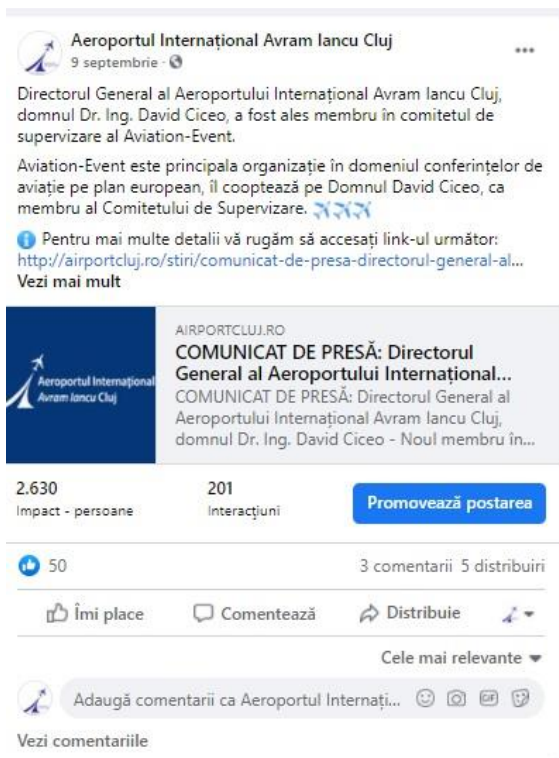 Aeroportul Internațional Avram Iancu Cluj
9 septembrie ·
Directorul General al Aeroportului Internațional Avram Iancu Cluj,
domnul Dr. Ing. David Ciceo, a fost ales membru în comitetul de
supervizare al Aviation-Event.
Aviation-Event este principala organizație în domeniul conferințelor de
aviație pe plan european, îl cooptează pe Domnul David Ciceo, ca
membru al Comitetului de Supervizare.
Pentru mai multe detalii vă rugăm să accesați link-ul următor:
http://airportcluj.ro/stiri/comunicat-de-presa-directorul-general-al...
Vezi mai mult
Aeroportul Internațional
Avram Iancu Cluj
AIRPORTCLUJ.RO
COMUNICAT DE PRESĂ: Directorul
General al Aeroportului Internațional...
COMUNICAT DE PRESĂ: Directorul General al
Aeroportului Internațional Avram Iancu Cluj,
domnul Dr. Ing. David Ciceo - Noul membru în...
2.630
Impact - persoane
201
Interacțiuni
Promovează postarea
50
3 comentarii 5 distribuiri
Îmi place
Comentează
Distribuie
Cele mai relevante
Adaugă comentarii ca Aeroportul Internați...
GIF
Vezi comentariile